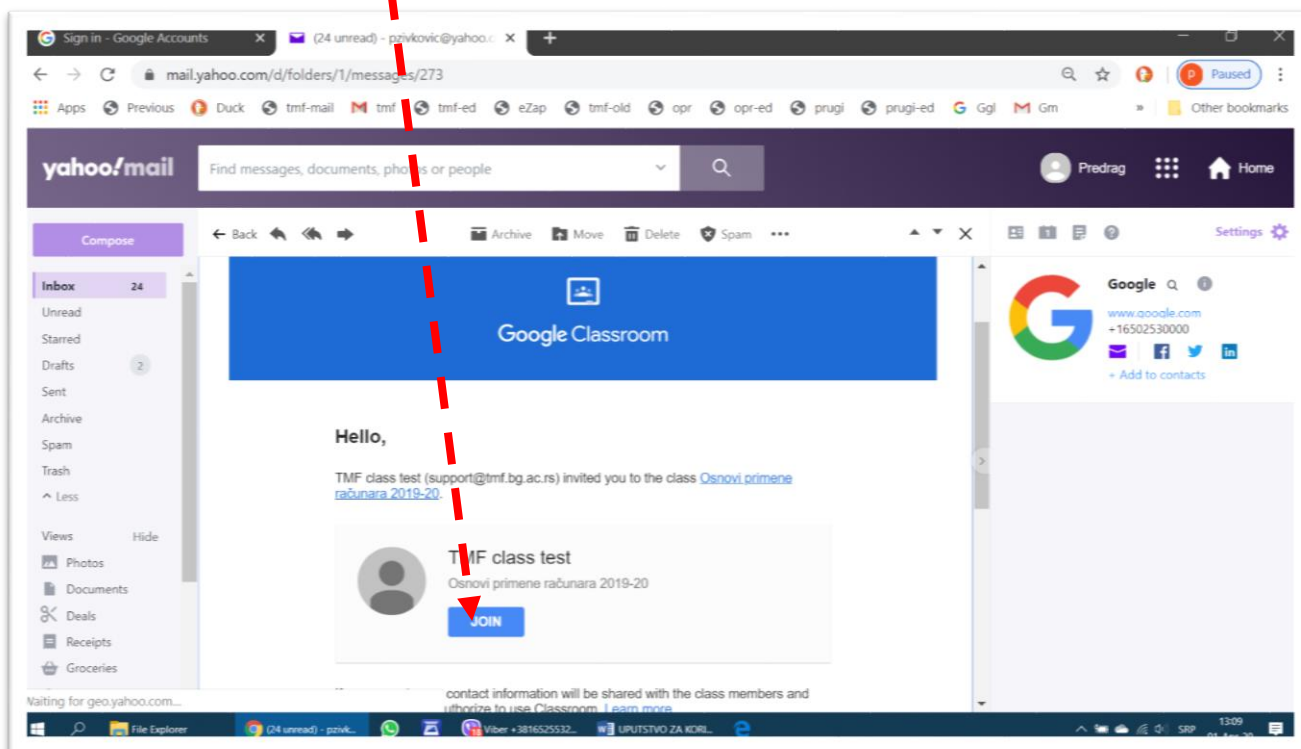 Sign in - Google Accounts
(24 unread) - pzivkovic@yahoo.c
mail.yahoo.com/d/folders/1/messages/273
P Paused
Apps Previous Duck tmf-mail tmf tmf-ed eZap tmf-old opr opr-ed prugi prugi-ed Ggl Gm » Other bookmarks
yahoo!mail
Find messages, documents, photos or people
Predrag
Home
Compose
Back
Archive Move Delete Spam
Settings
Inbox 24
Unread
Starred
Drafts 2
Sent
Archive
Spam
Trash
Less
Views Hide
Photos
Documents
Deals
Receipts
Groceries
Google Classroom
Hello,
TMF class test (support@tmf.bg.ac.rs) invited you to the class Osnovi primene
računara 2019-20.
TMF class test
Osnovi primene računara 2019-20
JOIN
contact information will be shared with the class members and
uthorize to use Classroom. Learn more
Google
www.google.com
+16502530000
+ Add to contacts
Waiting for geo.yahoo.com...
File Explorer
(24 unread) - pzivk...
Viber +3816525532...
UPUTSTVO ZA KORI...
SRP
13:09